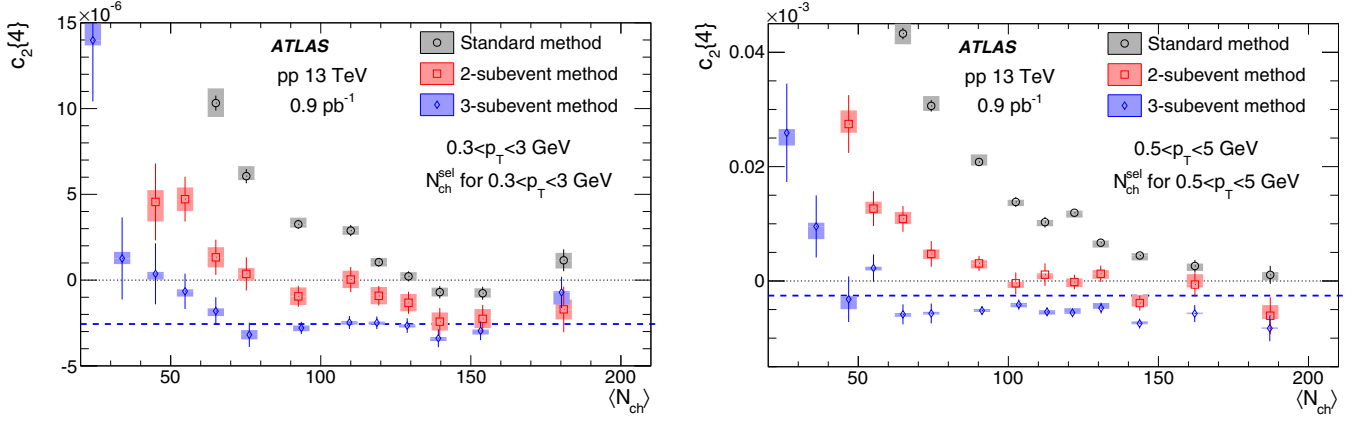 ×10⁻⁶
15
10
5
0
−5
c₂{4}
ATLAS
pp 13 TeV
0.9 pb⁻¹
Standard method
2-subevent method
3-subevent method
0.3<p_T<3 GeV
N_ch^sel for 0.3<p_T<3 GeV
50 100 150 200
⟨N_ch⟩
×10⁻³
0.04
0.02
0
c₂{4}
ATLAS
pp 13 TeV
0.9 pb⁻¹
Standard method
2-subevent method
3-subevent method
0.5<p_T<5 GeV
N_ch^sel for 0.5<p_T<5 GeV
50 100 150 200
⟨N_ch⟩